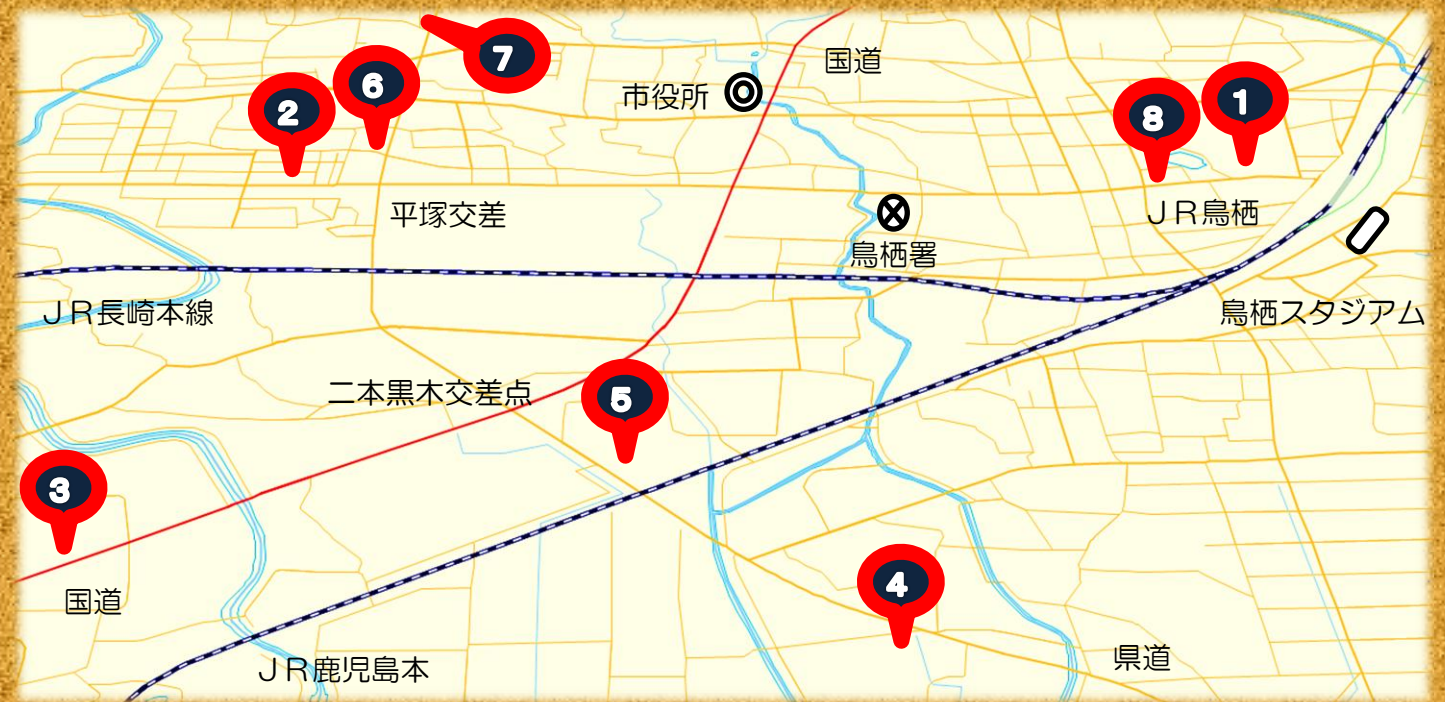 7
国道
6
1
2
市役所
8
平塚交差
JR鳥栖
鳥栖署
JR長崎本線
鳥栖スタジアム
二本黒木交差点
5
3
4
国道
県道
JR鹿児島本